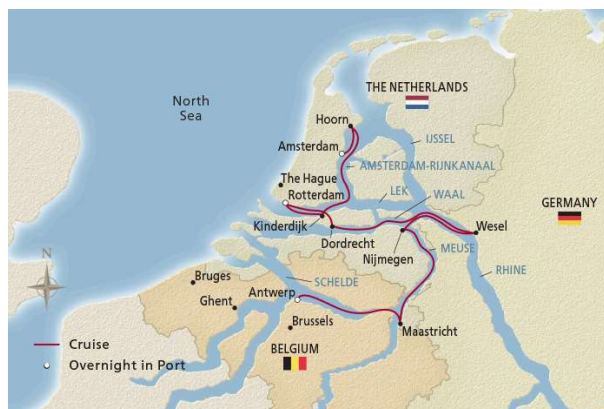 North
Sea
THE NETHERLANDS
Hoorn
IJSSEL
Amsterdam
AMSTERDAM-RIJNKANAAL
The Hague
LEK
WAAL
Rotterdam
GERMANY
Kinderdijk
Wesel
Dordrecht
Nijmegen
MEUSE
RHINE
Bruges
SCHELDE
Antwerp
Ghent
N
Brussels
Maastricht
Cruise
BELGIUM
Overnight in Port